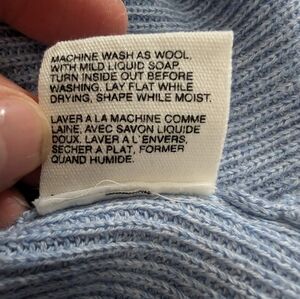 MACHINE WASH AS WOOL,
WITH MILD LIQUID SOAP.
TURN INSIDE OUT BEFORE
WASHING. LAY FLAT WHILE
DRYING, SHAPE WHILE MOIST.
LAVER A LA MACHINE COMME
LAINE, AVEC SAVON LIQUIDE
DOUX. LAVER A L' ENVERS,
SECHER A PLAT, FORMER
QUAND HUMIDE.